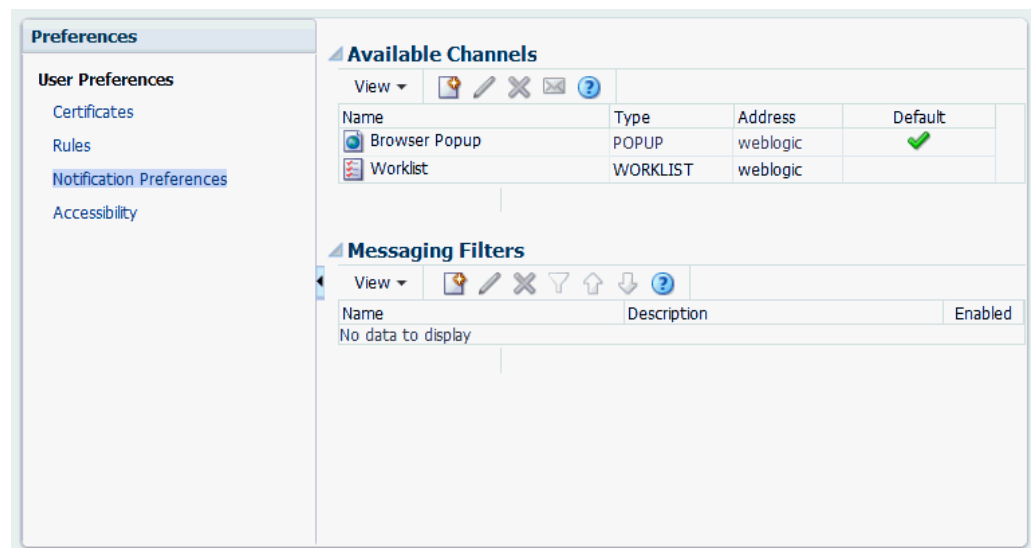 Preferences
User Preferences
Certificates
Rules
Notification Preferences
Accessibility
Available Channels
View
Name Type Address Default
Browser Popup POPUP weblogic
Worklist WORKLIST weblogic
Messaging Filters
View
Name Description Enabled
No data to display